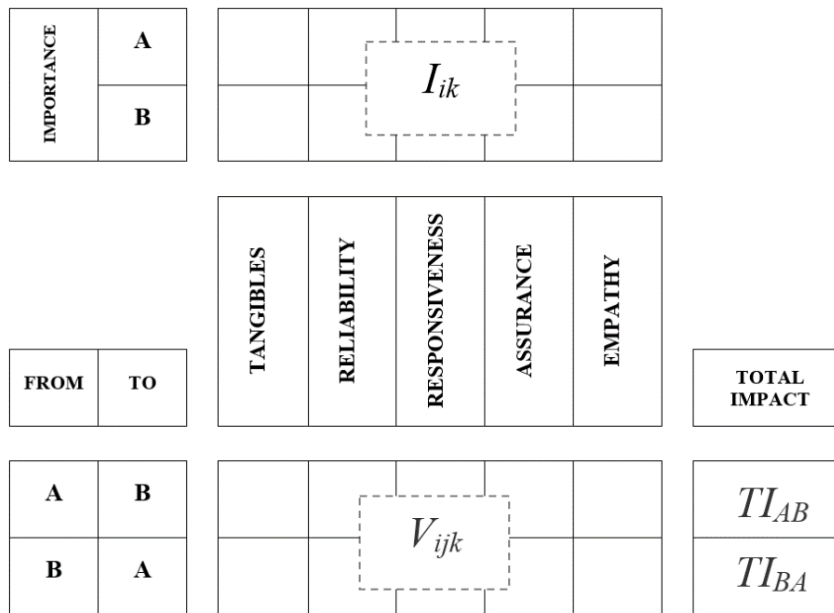 IMPORTANCE
A
B
I_ik
TANGIBLES
RELIABILITY
RESPONSIVENESS
ASSURANCE
EMPATHY
FROM
TO
TOTAL
IMPACT
A
B
V_ijk
TI_AB
B
A
TI_BA